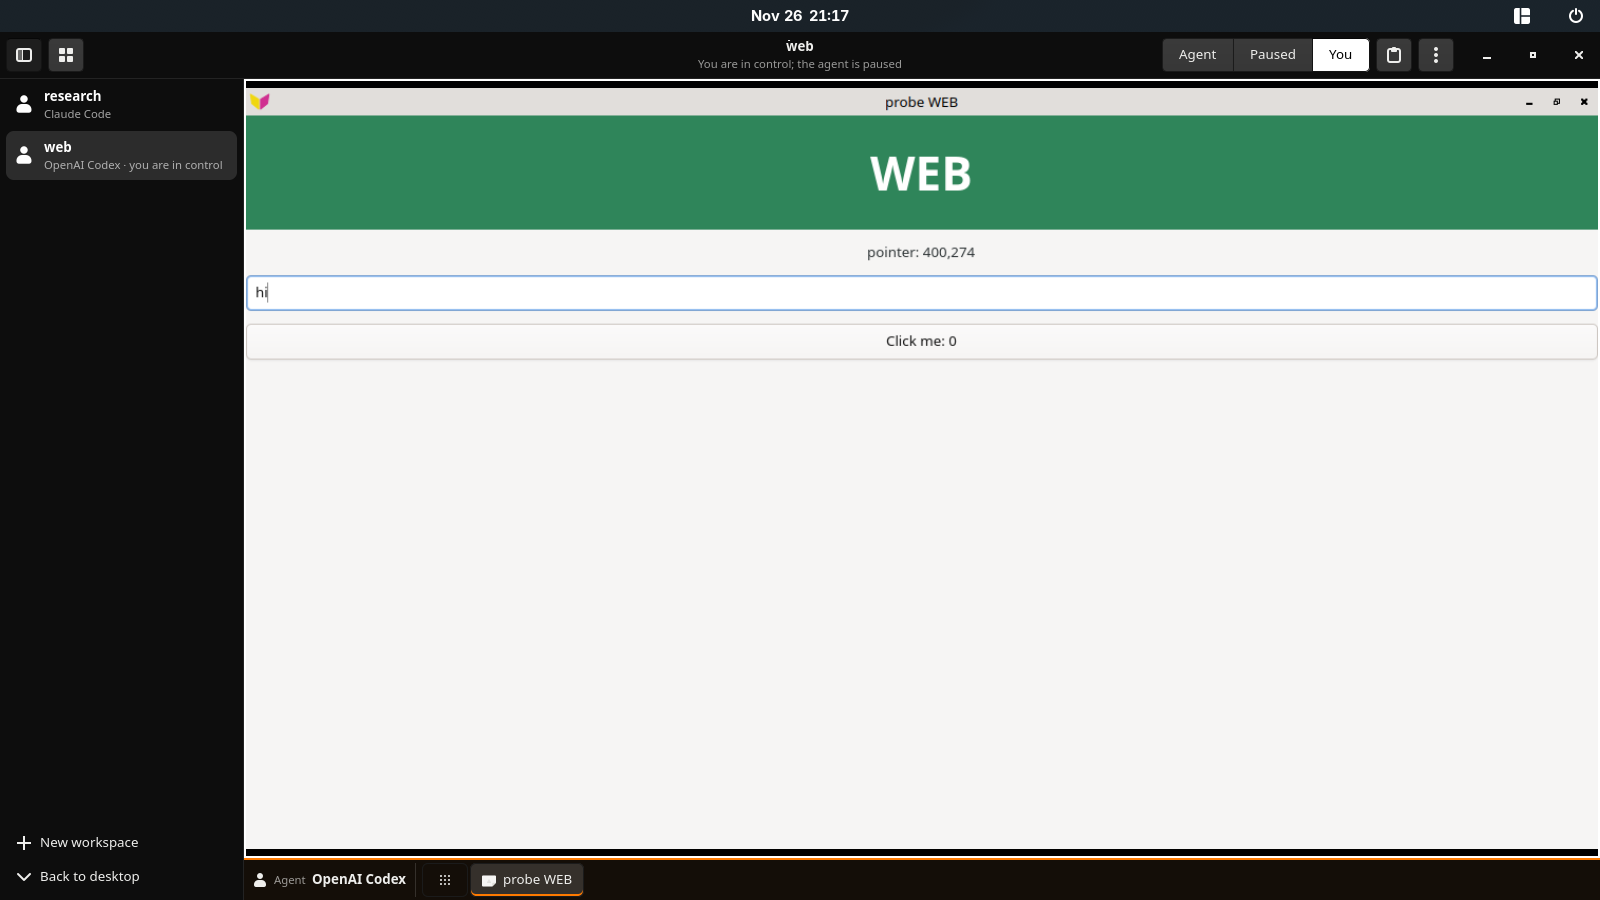 Nov 26 21:17
web
You are in control; the agent is paused
Agent
Paused
You
research
Claude Code
web
OpenAI Codex · you are in control
probe WEB
WEB
pointer: 400,274
hi
Click me: 0
New workspace
Back to desktop
Agent OpenAI Codex
probe WEB